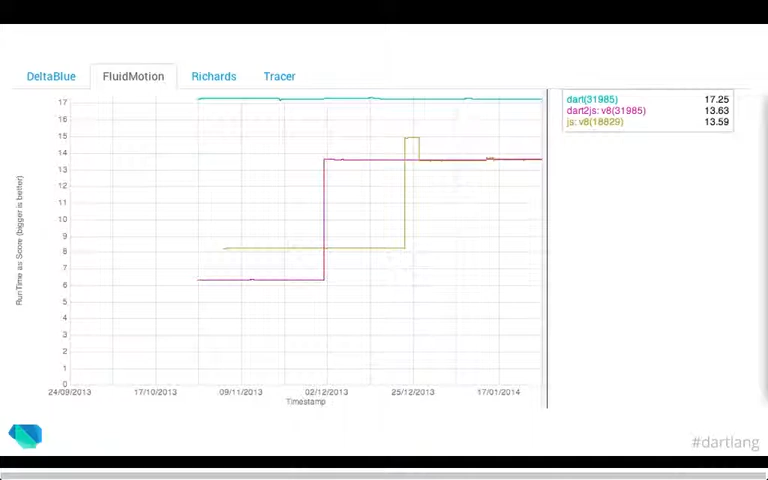 DeltaBlue FluidMotion Richards Tracer
dart(31985) 17.25
dart2js: v8(31985) 13.63
js: v8(18829) 13.59
RunTime as Score (bigger is better)
17
16
15
14
13
12
11
10
9
8
7
6
5
4
3
2
1
0
24/09/2013 17/10/2013 09/11/2013 02/12/2013 25/12/2013 17/01/2014
Timestamp
#dartlang